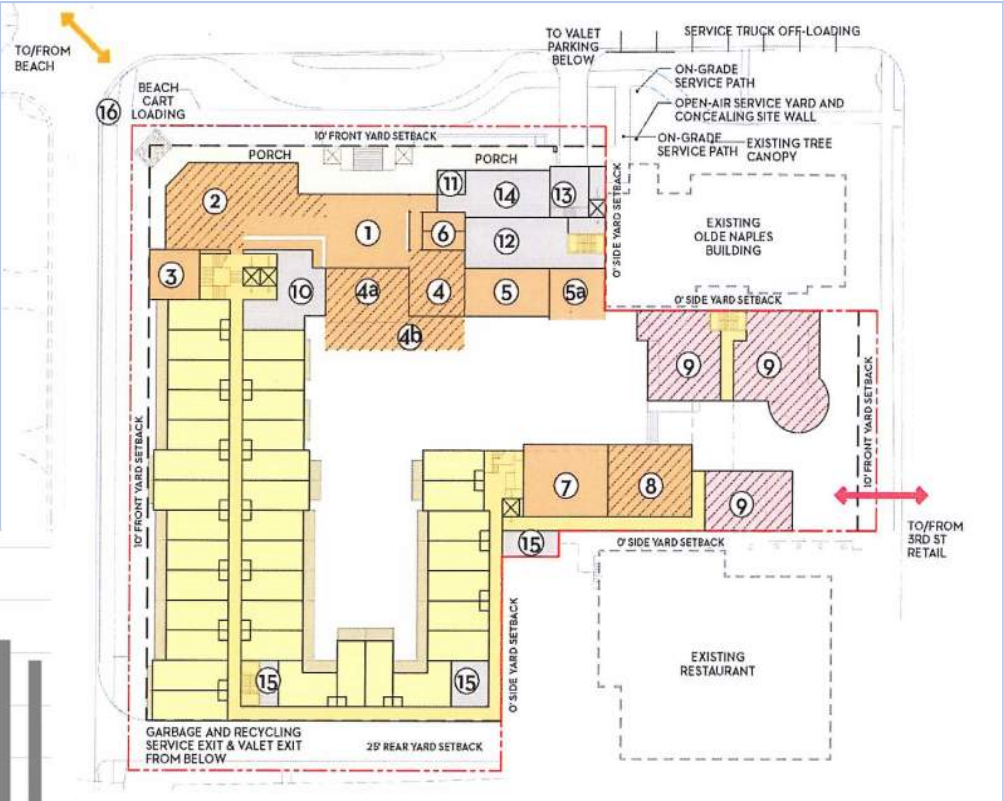 TO/FROM
BEACH
TO VALET
PARKING
BELOW
SERVICE TRUCK OFF-LOADING
ON-GRADE
SERVICE PATH
OPEN-AIR SERVICE YARD AND
CONCEALING SITE WALL
ON-GRADE
SERVICE PATH
EXISTING TREE
CANOPY
BEACH
CART
LOADING
16
10' FRONT YARD SETBACK
PORCH
PORCH
11
14
13
2
1
6
12
0' SIDE YARD SETBACK
EXISTING
OLDE NAPLES
BUILDING
3
10
4a
4
5
5a
4b
0' SIDE YARD SETBACK
9
9
10' FRONT YARD SETBACK
10' FRONT YARD SETBACK
7
8
9
15
0' SIDE YARD SETBACK
TO/FROM
3RD ST
RETAIL
0' SIDE YARD SETBACK
EXISTING
RESTAURANT
15
15
GARBAGE AND RECYCLING
SERVICE EXIT & VALET EXIT
FROM BELOW
25' REAR YARD SETBACK